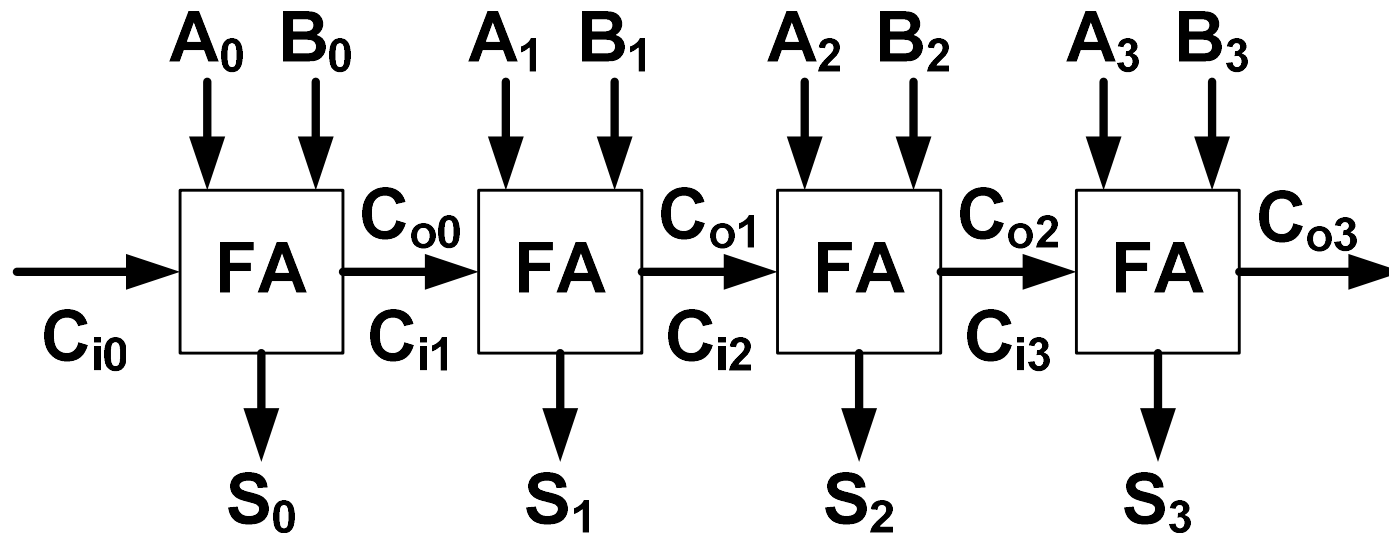 A0 B0 A1 B1 A2 B2 A3 B3
Co0 Co1 Co2 Co3
FA FA FA FA
Ci0 Ci1 Ci2 Ci3
S0 S1 S2 S3